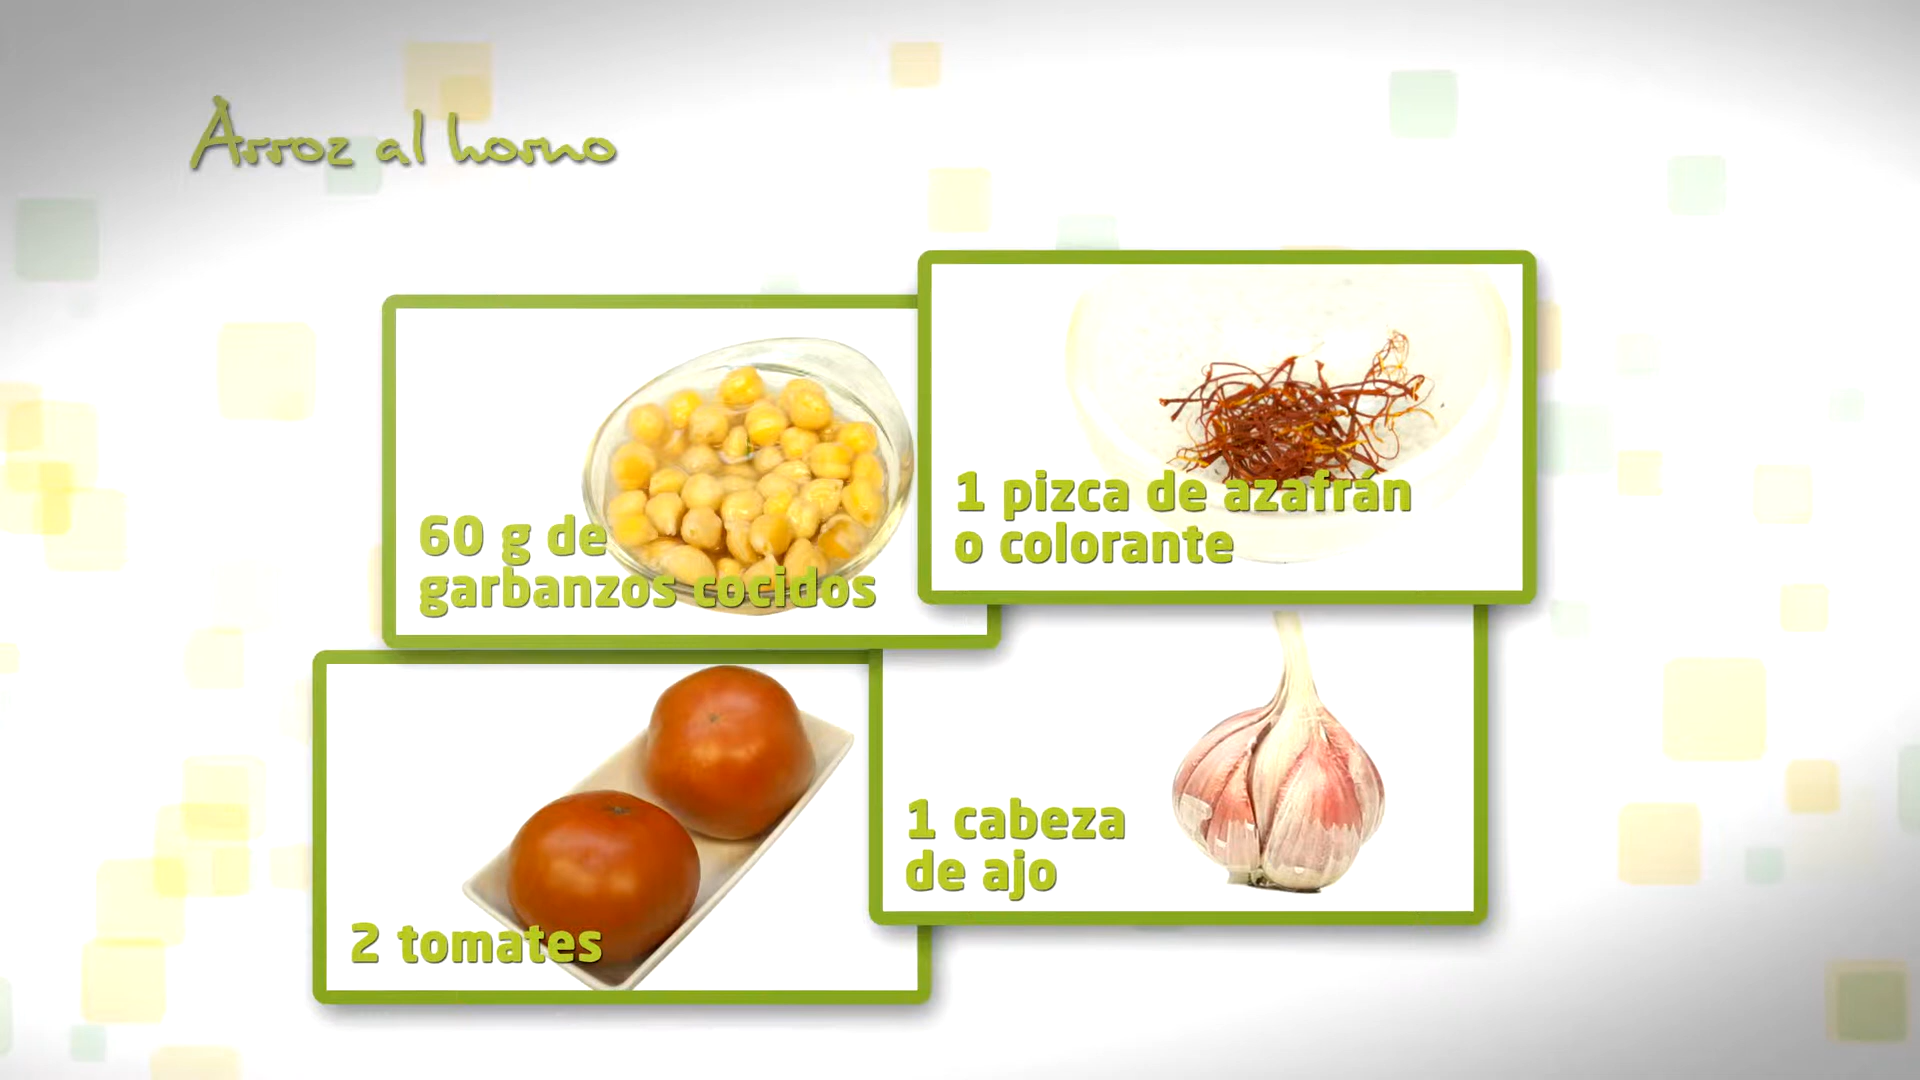 Arroz al horno
60 g de
garbanzos cocidos
1 pizca de azafrán
o colorante
2 tomates
1 cabeza
de ajo